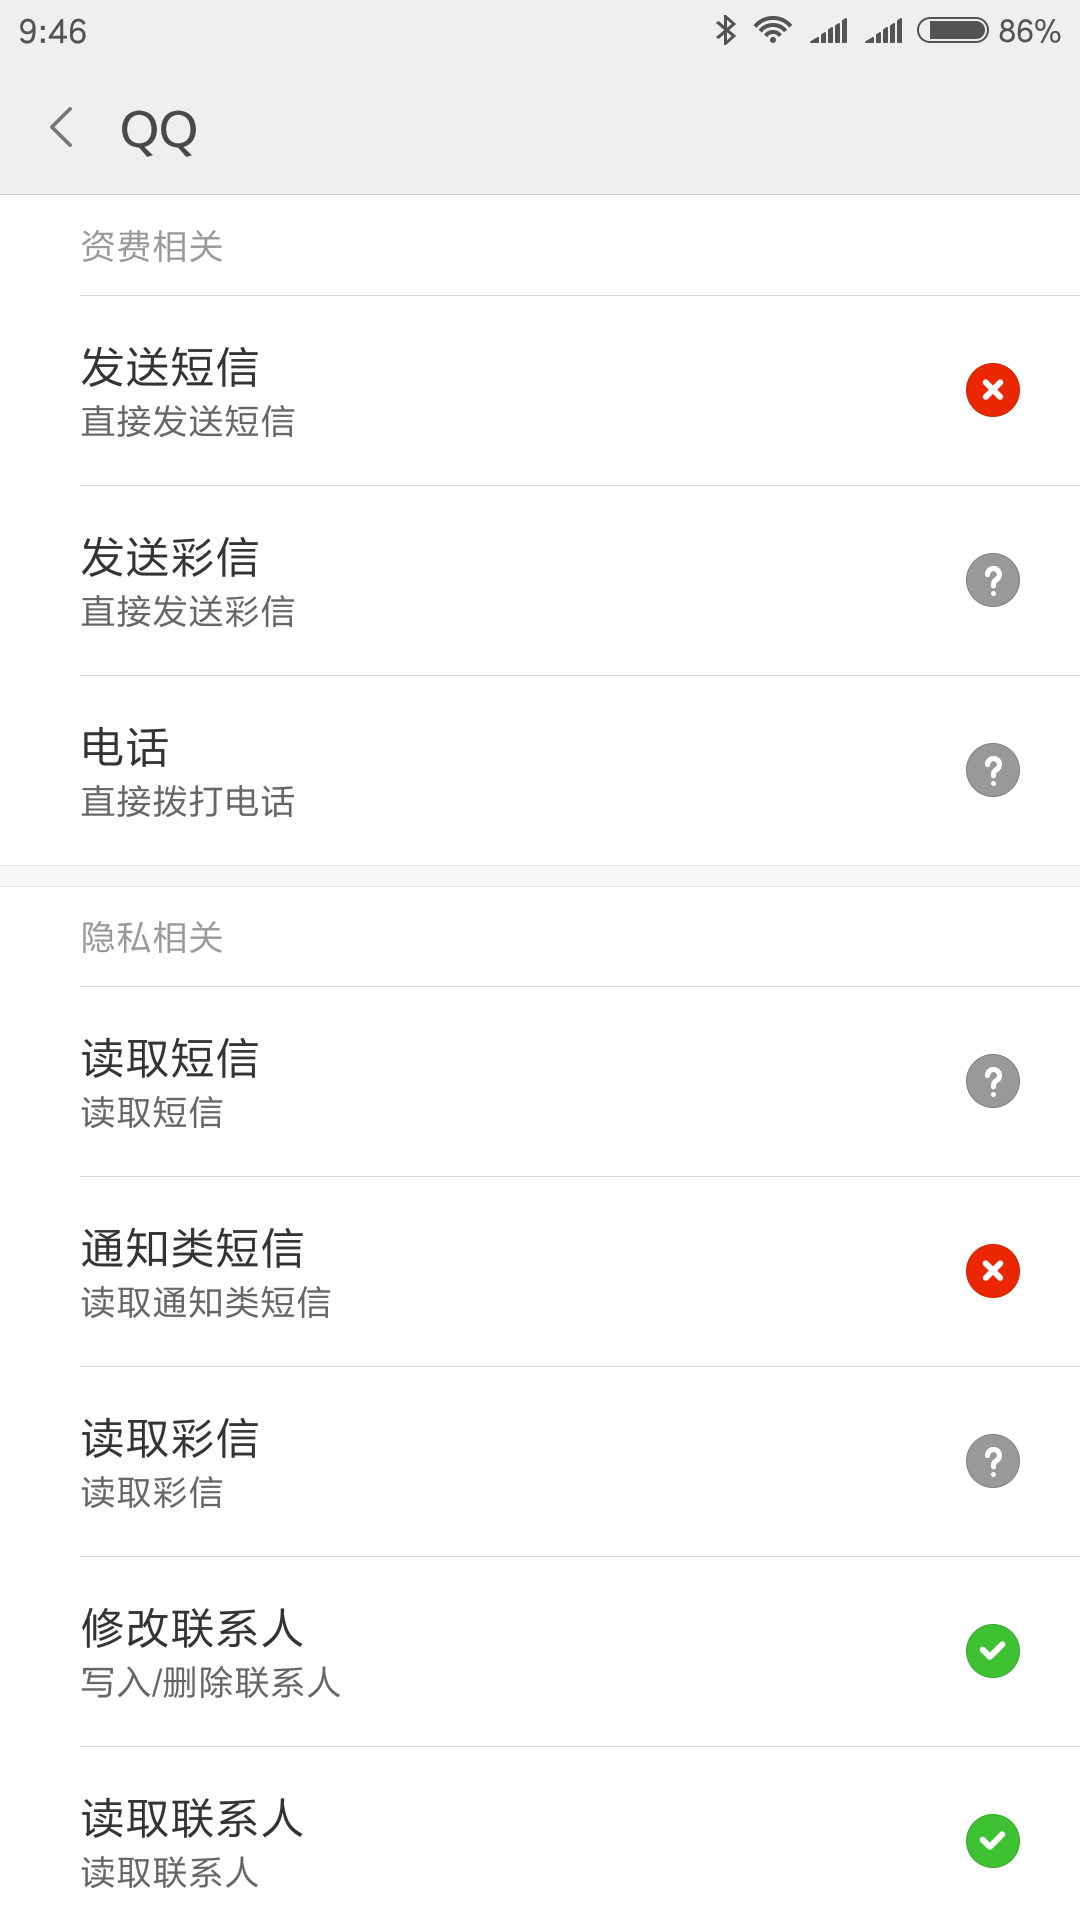 9:46
86%
QQ
资费相关
发送短信
直接发送短信
发送彩信
直接发送彩信
电话
直接拨打电话
隐私相关
读取短信
读取短信
通知类短信
读取通知类短信
读取彩信
读取彩信
修改联系人
写入/删除联系人
读取联系人
读取联系人